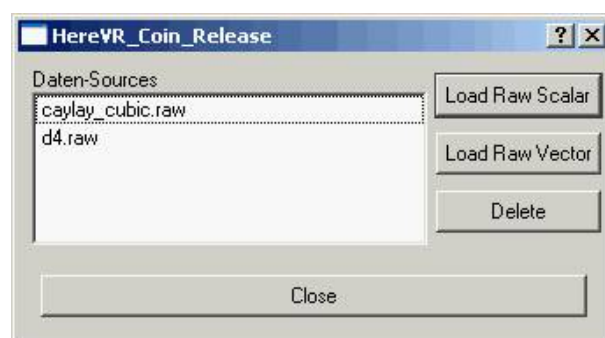 HereVR_Coin_Release
Daten-Sources
caylay_cubic.raw
d4.raw
Load Raw Scalar
Load Raw Vector
Delete
Close